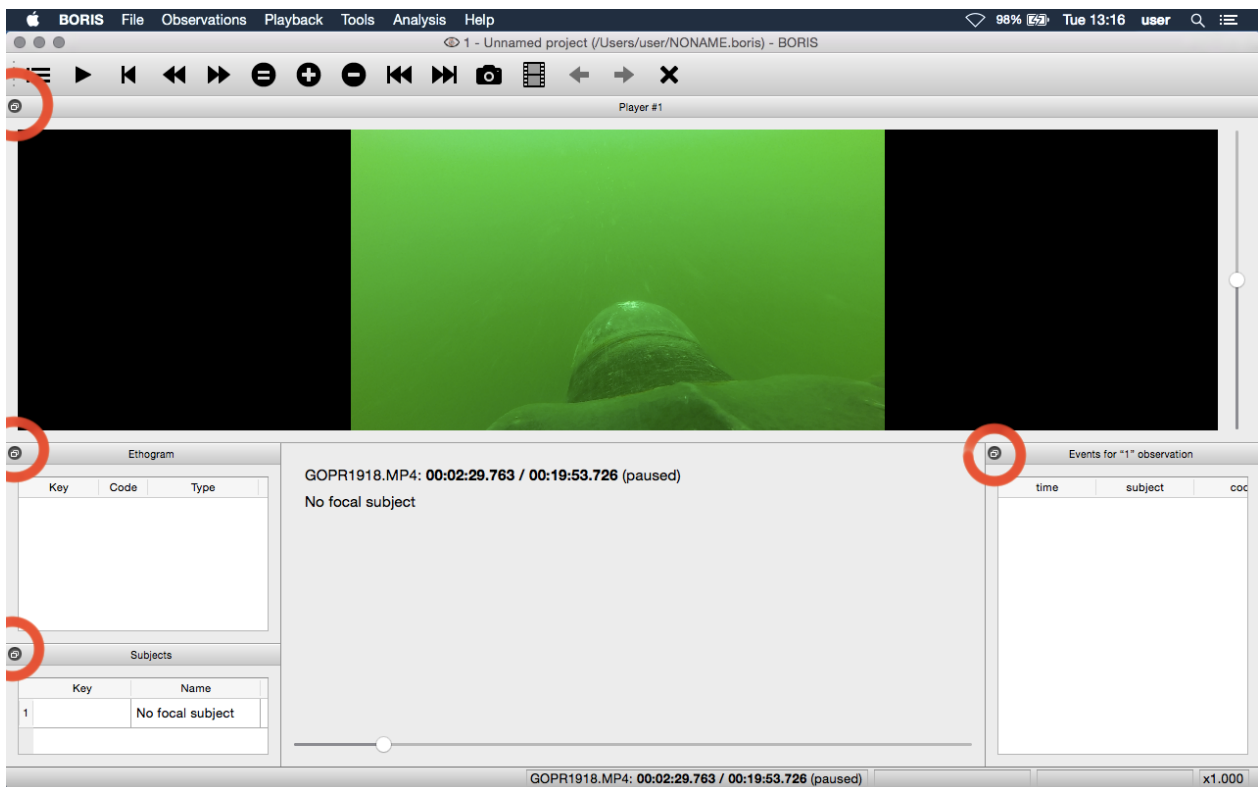 BORIS File Observations Playback Tools Analysis Help 98% Tue 13:16 user
1 - Unnamed project (/Users/user/NONAME.boris) - BORIS
Player #1
Ethogram
Key Code Type
GOPR1918.MP4: 00:02:29.763 / 00:19:53.726 (paused)
No focal subject
Events for “1” observation
time subject coc
Subjects
Key Name
1 No focal subject
GOPR1918.MP4: 00:02:29.763 / 00:19:53.726 (paused) x1.000